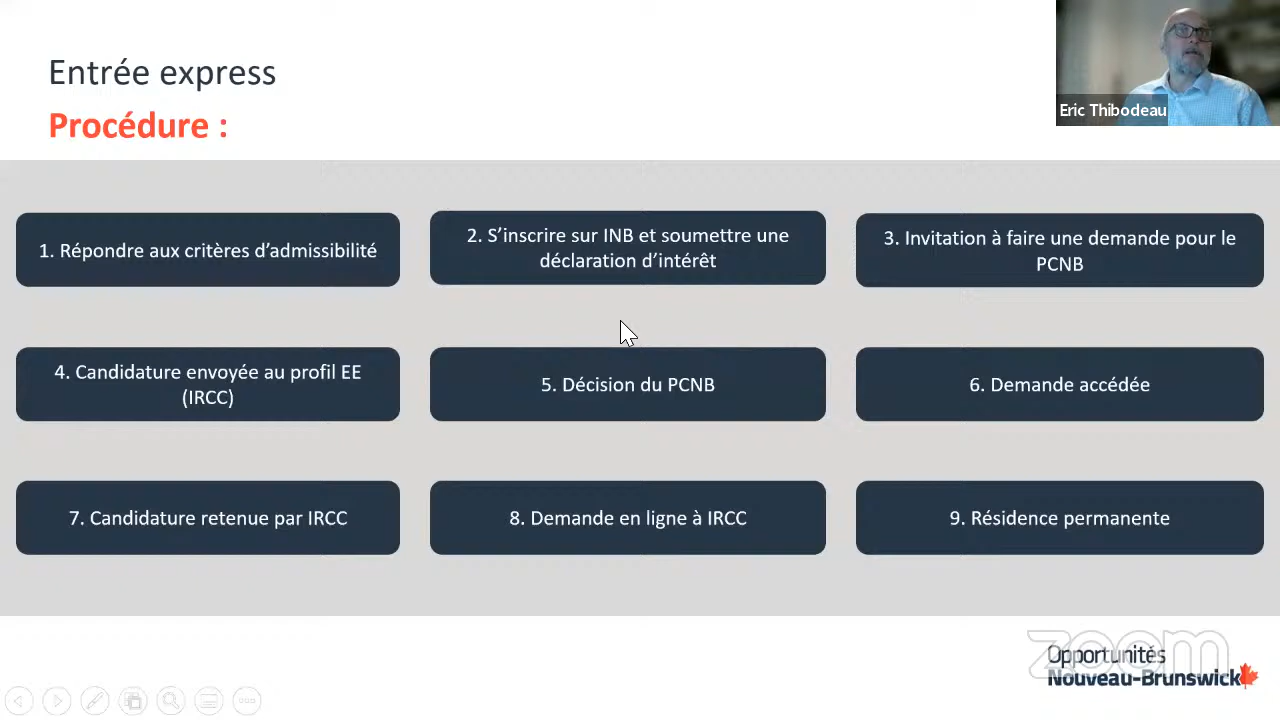 Entrée express
Procédure :
Eric Thibodeau
1. Répondre aux critères d’admissibilité
2. S’inscrire sur INB et soumettre une
déclaration d’intérêt
3. Invitation à faire une demande pour le
PCNB
4. Candidature envoyée au profil EE
(IRCC)
5. Décision du PCNB
6. Demande accédée
7. Candidature retenue par IRCC
8. Demande en ligne à IRCC
9. Résidence permanente
zoom
Opportunités
Nouveau-Brunswick